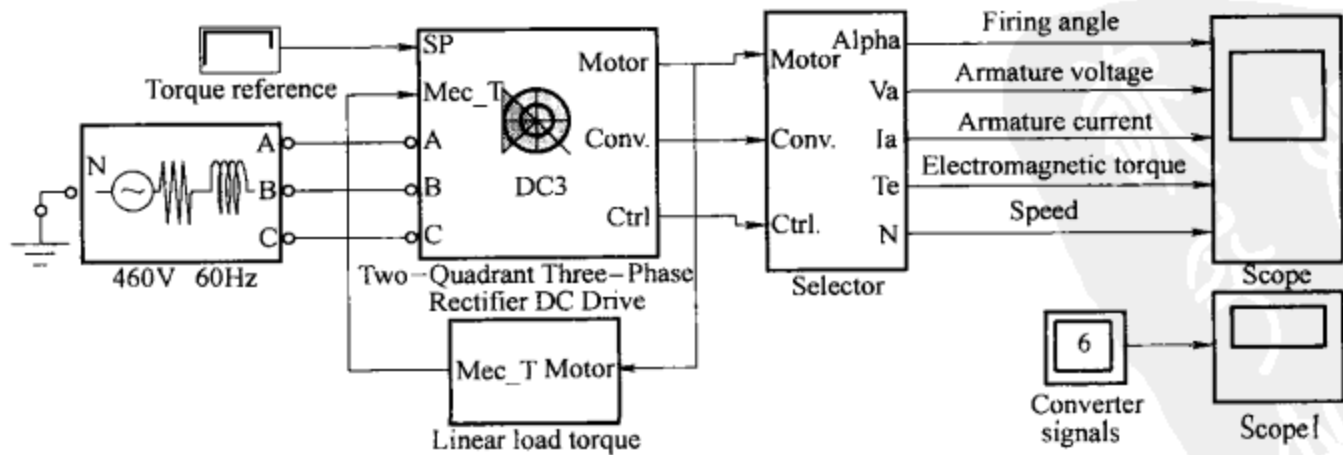 Torque reference
N
A
B
C
460V 60Hz
SP
Mec_T
A
B
C
Motor
Conv.
Ctrl
DC3
Two-Quadrant Three-Phase
Rectifier DC Drive
Mec_T Motor
Linear load torque
Motor
Conv.
Ctrl.
Alpha
Va
Ia
Te
N
Selector
Firing angle
Armature voltage
Armature current
Electromagnetic torque
Speed
Scope
6
Converter
signals
Scope1